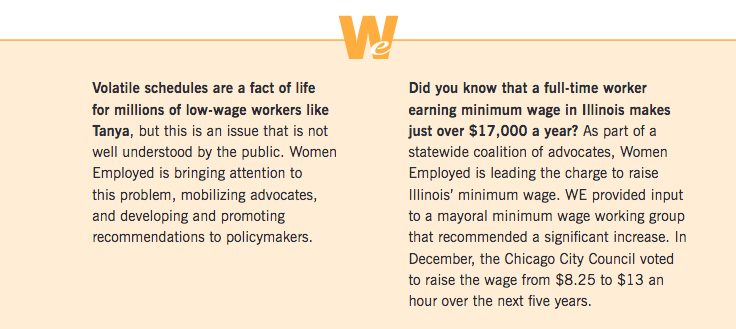 We
Volatile schedules are a fact of life
for millions of low-wage workers like
Tanya, but this is an issue that is not
well understood by the public. Women
Employed is bringing attention to
this problem, mobilizing advocates,
and developing and promoting
recommendations to policymakers.
Did you know that a full-time worker
earning minimum wage in Illinois makes
just over $17,000 a year? As part of a
statewide coalition of advocates, Women
Employed is leading the charge to raise
Illinois’ minimum wage. WE provided input
to a mayoral minimum wage working group
that recommended a significant increase. In
December, the Chicago City Council voted
to raise the wage from $8.25 to $13 an
hour over the next five years.